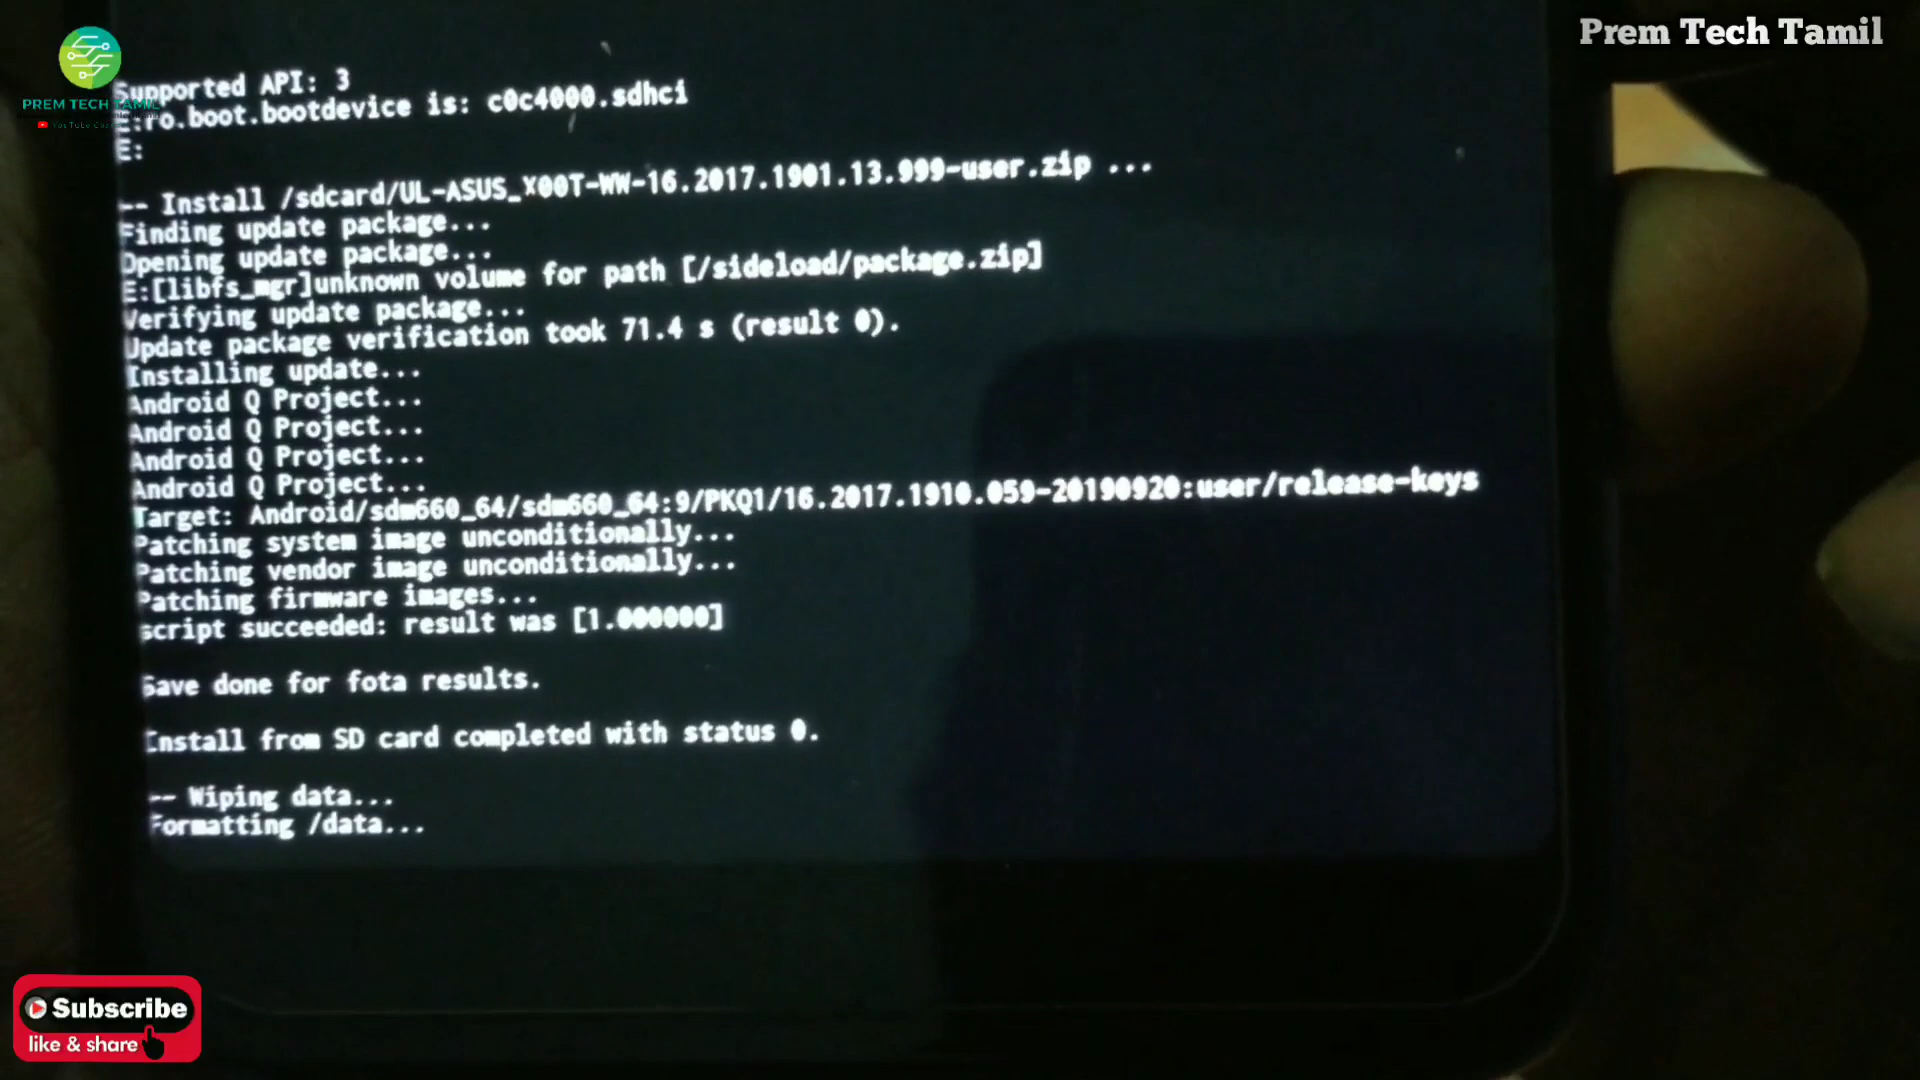 Prem Tech Tamil
PREM TECH TAMIL
Supported API: 3
E:ro.boot.bootdevice is: c0c4000.sdhci
E:
-- Install /sdcard/UL-ASUS_X00T-WW-16.2017.1901.13.999-user.zip ...
Finding update package...
Opening update package...
E:[libfs_mgr]unknown volume for path [/sideload/package.zip]
Verifying update package...
Update package verification took 71.4 s (result 0).
Installing update...
Android Q Project...
Android Q Project...
Android Q Project...
Android Q Project...
Target: Android/sdm660_64/sdm660_64:9/PKQ1/16.2017.1910.059-20190920:user/release-keys
Patching system image unconditionally...
Patching vendor image unconditionally...
Patching firmware images...
script succeeded: result was [1.000000]
Save done for fota results.
Install from SD card completed with status 0.
-- Wiping data...
Formatting /data...
Subscribe
like & share